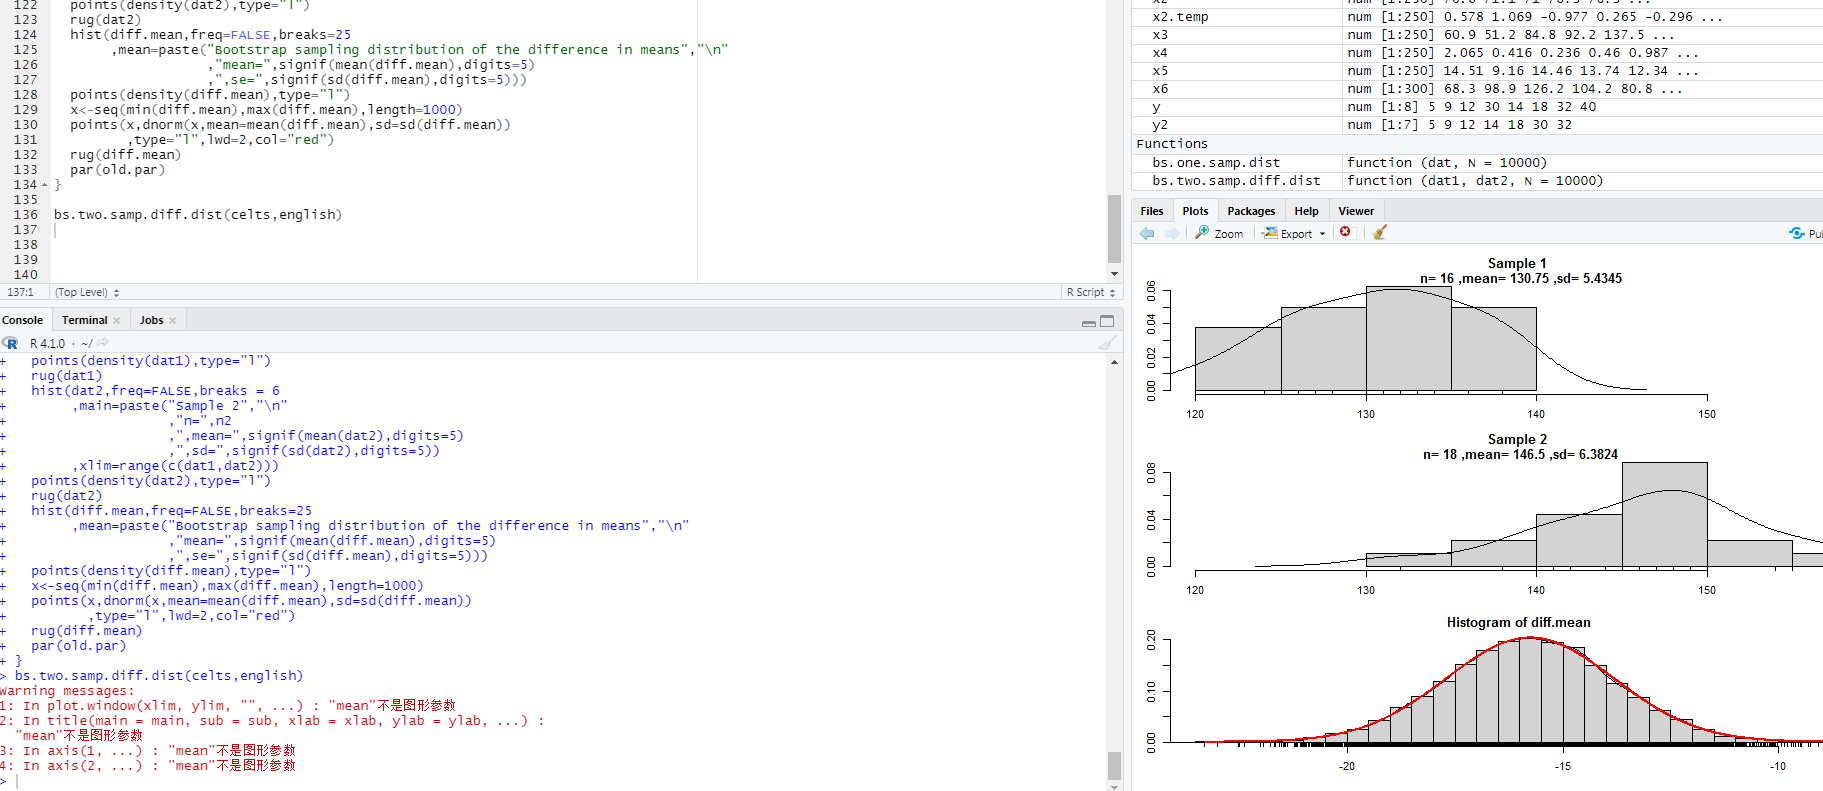 122 points(density(dat2),type="l")
123 rug(dat2)
124 hist(diff.mean,freq=FALSE,breaks=25
125 ,mean=paste("Bootstrap sampling distribution of the difference in means","\n"
126 ,"mean=",signif(mean(diff.mean),digits=5)
127 ,",se=",signif(sd(diff.mean),digits=5)))
128 points(density(diff.mean),type="l")
129 x<-seq(min(diff.mean),max(diff.mean),length=1000)
130 points(x,dnorm(x,mean=mean(diff.mean),sd=sd(diff.mean))
131 ,type="l",lwd=2,col="red")
132 rug(diff.mean)
133 par(old.par)
134 }
135
136 bs.two.samp.diff.dist(celts,english)
137
138
139
140
137:1 (Top Level) R Script
Console Terminal Jobs
R 4.1.0 · ~/
+ points(density(dat1),type="l")
+ rug(dat1)
+ hist(dat2,freq=FALSE,breaks = 6
+ ,main=paste("Sample 2","\n"
+ ,"n=",n2
+ ,",mean=",signif(mean(dat2),digits=5)
+ ,",sd=",signif(sd(dat2),digits=5))
+ ,xlim=range(c(dat1,dat2)))
+ points(density(dat2),type="l")
+ rug(dat2)
+ hist(diff.mean,freq=FALSE,breaks=25
+ ,mean=paste("Bootstrap sampling distribution of the difference in means","\n"
+ ,"mean=",signif(mean(diff.mean),digits=5)
+ ,",se=",signif(sd(diff.mean),digits=5)))
+ points(density(diff.mean),type="l")
+ x<-seq(min(diff.mean),max(diff.mean),length=1000)
+ points(x,dnorm(x,mean=mean(diff.mean),sd=sd(diff.mean))
+ ,type="l",lwd=2,col="red")
+ rug(diff.mean)
+ par(old.par)
+ }
> bs.two.samp.diff.dist(celts,english)
Warning messages:
1: In plot.window(xlim, ylim, "", ...) : "mean"不是图形参数
2: In title(main = main, sub = sub, xlab = xlab, ylab = ylab, ...) :
"mean"不是图形参数
3: In axis(1, ...) : "mean"不是图形参数
4: In axis(2, ...) : "mean"不是图形参数
>
x2.temp num [1:250] 0.578 1.069 -0.977 0.265 -0.296 ...
x3 num [1:250] 60.9 51.2 84.8 92.2 137.5 ...
x4 num [1:250] 2.065 0.416 0.236 0.46 0.987 ...
x5 num [1:250] 14.51 9.16 14.46 13.74 12.34 ...
x6 num [1:300] 68.3 98.9 126.2 104.2 80.8 ...
y num [1:8] 5 9 12 30 14 18 32 40
y2 num [1:7] 5 9 12 14 18 30 32
Functions
bs.one.samp.dist function (dat, N = 10000)
bs.two.samp.diff.dist function (dat1, dat2, N = 10000)
Files Plots Packages Help Viewer
Zoom Export Pu
Sample 1
n= 16 ,mean= 130.75 ,sd= 5.4345
0.06
0.04
0.02
0.00
120 130 140 150
Sample 2
n= 18 ,mean= 146.5 ,sd= 6.3824
0.08
0.04
0.00
120 130 140 150
Histogram of diff.mean
0.20
0.10
0.00
-20 -15 -10